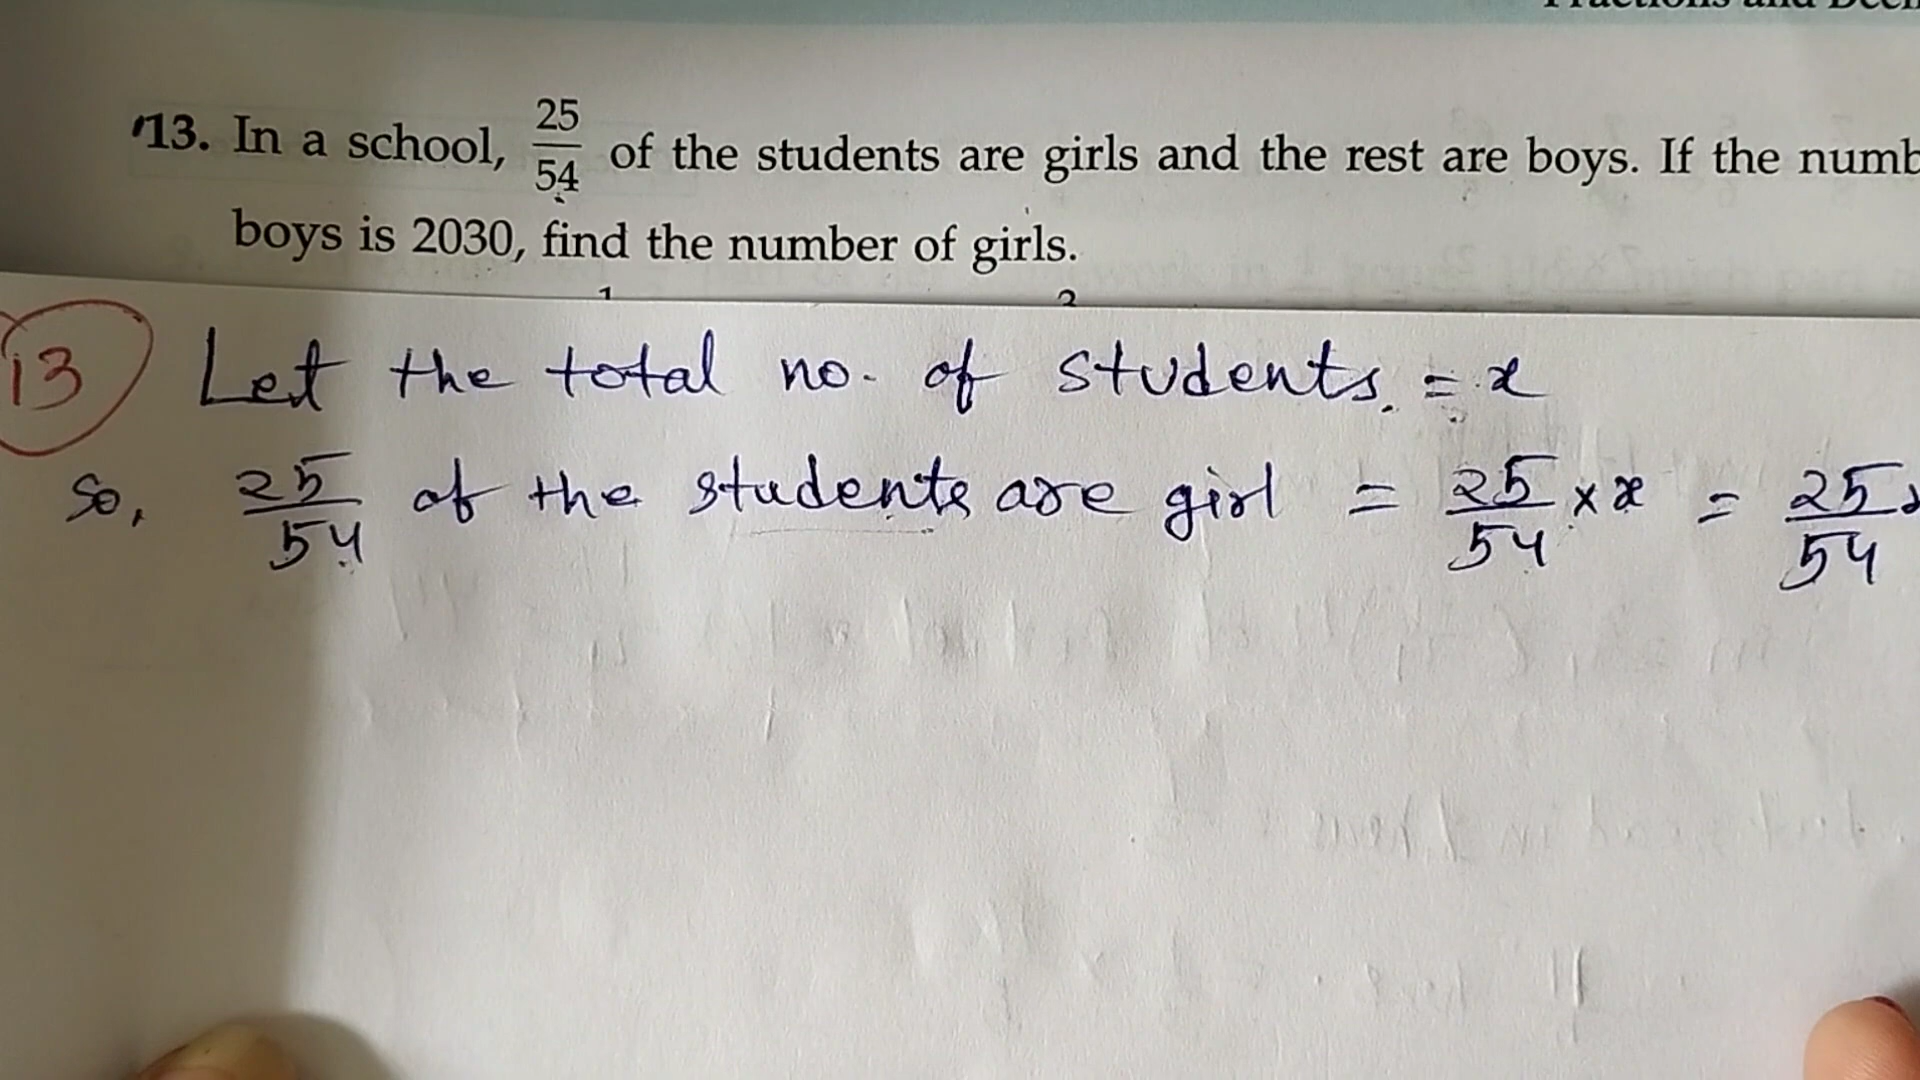 '13. In a school, 25/54 of the students are girls and the rest are boys. If the numb
boys is 2030, find the number of girls.
13 Let the total no. of students = x
So, 25/54 of the students are girl = 25/54 × x = 25/54